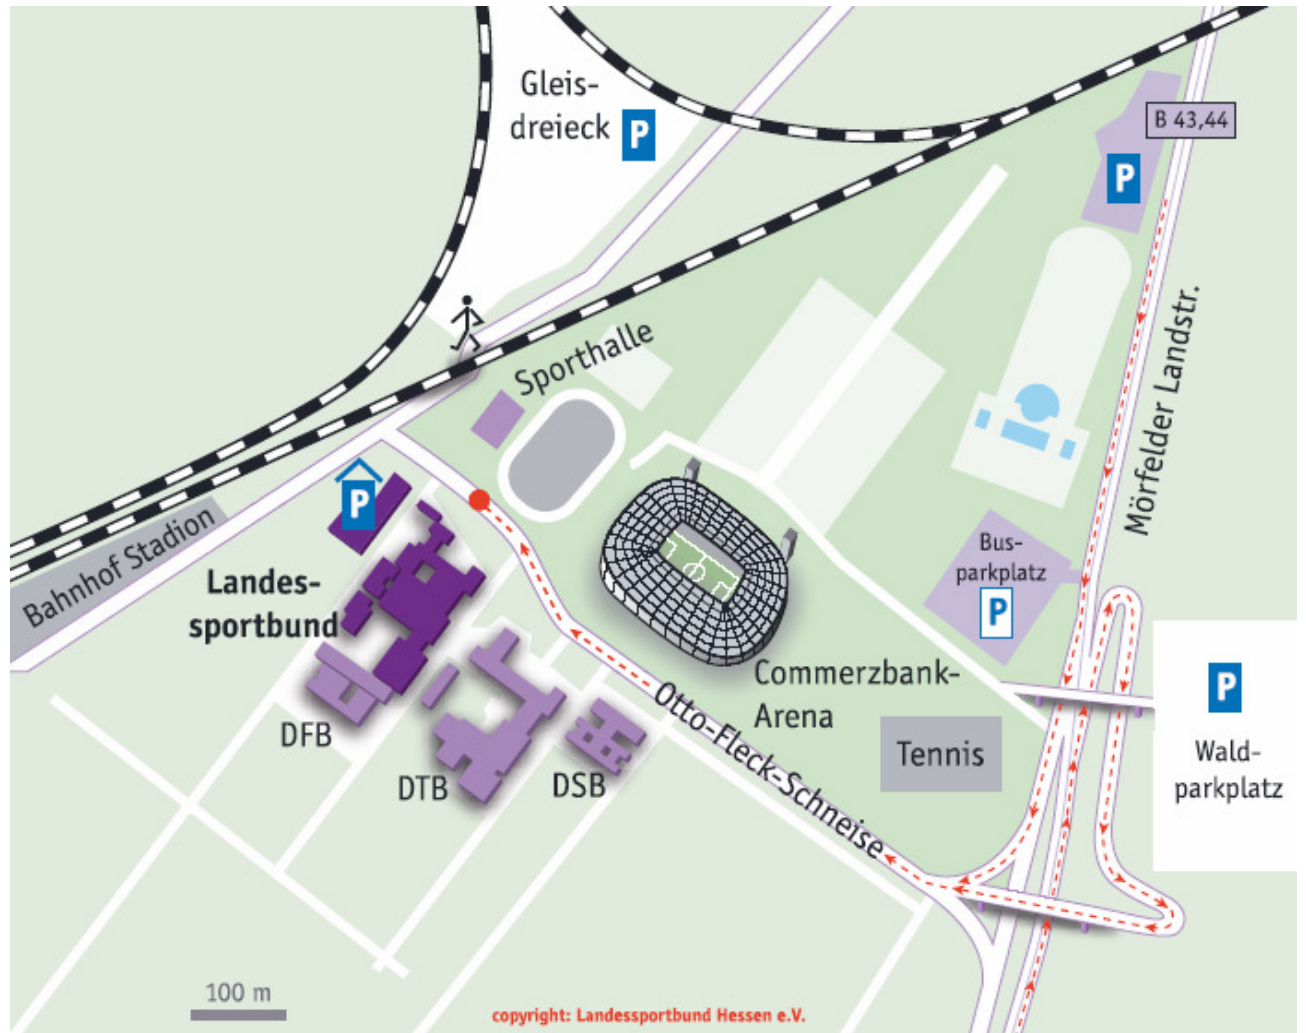 Gleis-
dreieck P
B 43,44
P
Sporthalle
Mörfelder Landstr.
P
Bahnhof Stadion
Landes-
sportbund
Bus-
parkplatz
P
Commerzbank-
Arena
Otto-Fleck-Schneise
P
Wald-
parkplatz
Tennis
DFB
DTB
DSB
100 m
copyright: Landessportbund Hessen e.V.